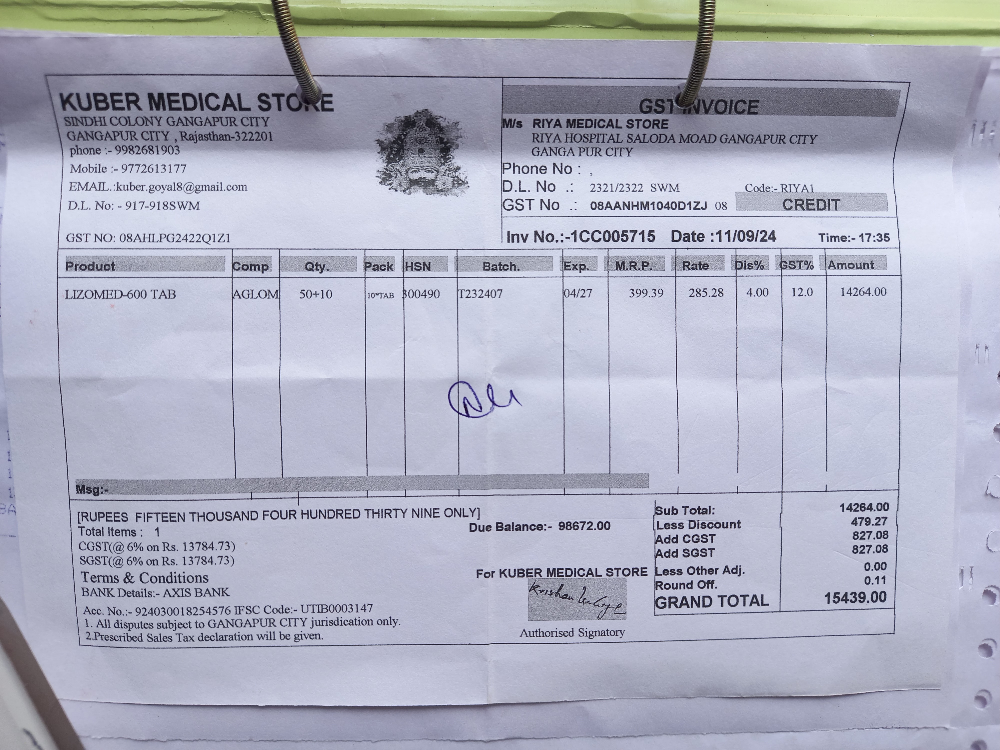 KUBER MEDICAL STORE
SINDHI COLONY GANGAPUR CITY
GANGAPUR CITY , Rajasthan-322201
phone :- 9982681903
Mobile :- 9772613177
EMAIL.:kuber.goyal8@gmail.com
D.L. No: - 917-918SWM
GST NO: 08AHLPG2422Q1Z1
GST INVOICE
M/s RIYA MEDICAL STORE
RIYA HOSPITAL SALODA MOAD GANGAPUR CITY
GANGA PUR CITY
Phone No : ,
D.L. No .: 2321/2322 SWM Code:- RIYA1
GST No .: 08AANHM1040D1ZJ 08 CREDIT
Inv No.:-1CC005715 Date :11/09/24 Time:- 17:35
Product Comp Qty. Pack HSN Batch. Exp. M.R.P. Rate Dis% GST% Amount
LIZOMED-600 TAB AGLOM 50+10 10*TAB 300490 T232407 04/27 399.39 285.28 4.00 12.0 14264.00
Msg:-
[RUPEES FIFTEEN THOUSAND FOUR HUNDRED THIRTY NINE ONLY]
Total Items : 1
Due Balance:- 98672.00
CGST(@ 6% on Rs. 13784.73)
SGST(@ 6% on Rs. 13784.73)
Terms & Conditions
BANK Details:- AXIS BANK
Acc. No.:- 924030018254576 IFSC Code:- UTIB0003147
1. All disputes subject to GANGAPUR CITY jurisdication only.
2.Prescribed Sales Tax declaration will be given.
For KUBER MEDICAL STORE
Authorised Signatory
Sub Total: 14264.00
Less Discount 479.27
Add CGST 827.08
Add SGST 827.08
Less Other Adj. 0.00
Round Off. 0.11
GRAND TOTAL 15439.00